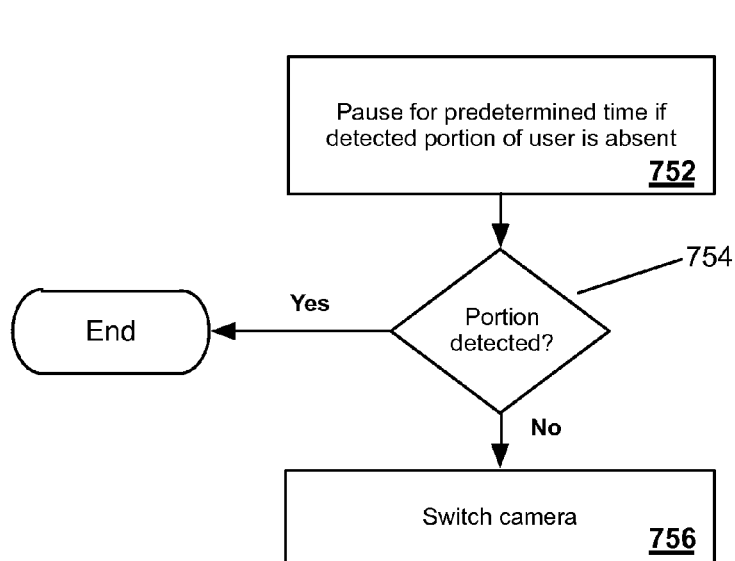 Pause for predetermined time if
detected portion of user is absent
752
754
Portion
detected?
Yes
End
No
Switch camera
756